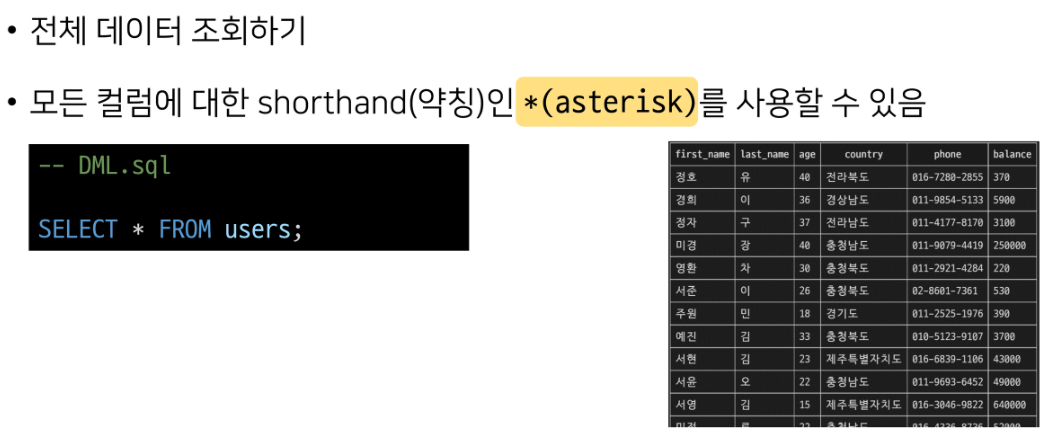 • 전체 데이터 조회하기
• 모든 컬럼에 대한 shorthand(약칭)인 *(asterisk)를 사용할 수 있음
-- DML.sql
SELECT * FROM users;
first_name last_name age country phone balance
정호 유 40 전라북도 016-7280-2855 370
경희 이 36 경상남도 011-9854-5133 5900
정자 구 37 전라남도 011-4177-8170 3100
미경 장 40 충청남도 011-9079-4419 250000
영환 차 30 충청북도 011-2921-4284 220
서준 이 26 충청북도 02-8601-7361 530
주원 민 18 경기도 011-2525-1976 390
예진 김 33 충청북도 010-5123-9107 3700
서현 김 23 제주특별자치도 016-6839-1106 43000
서윤 오 22 충청남도 011-9693-6452 49000
서영 김 15 제주특별자치도 016-3046-9822 640000
22 충청남도 016-4336-8736 52000